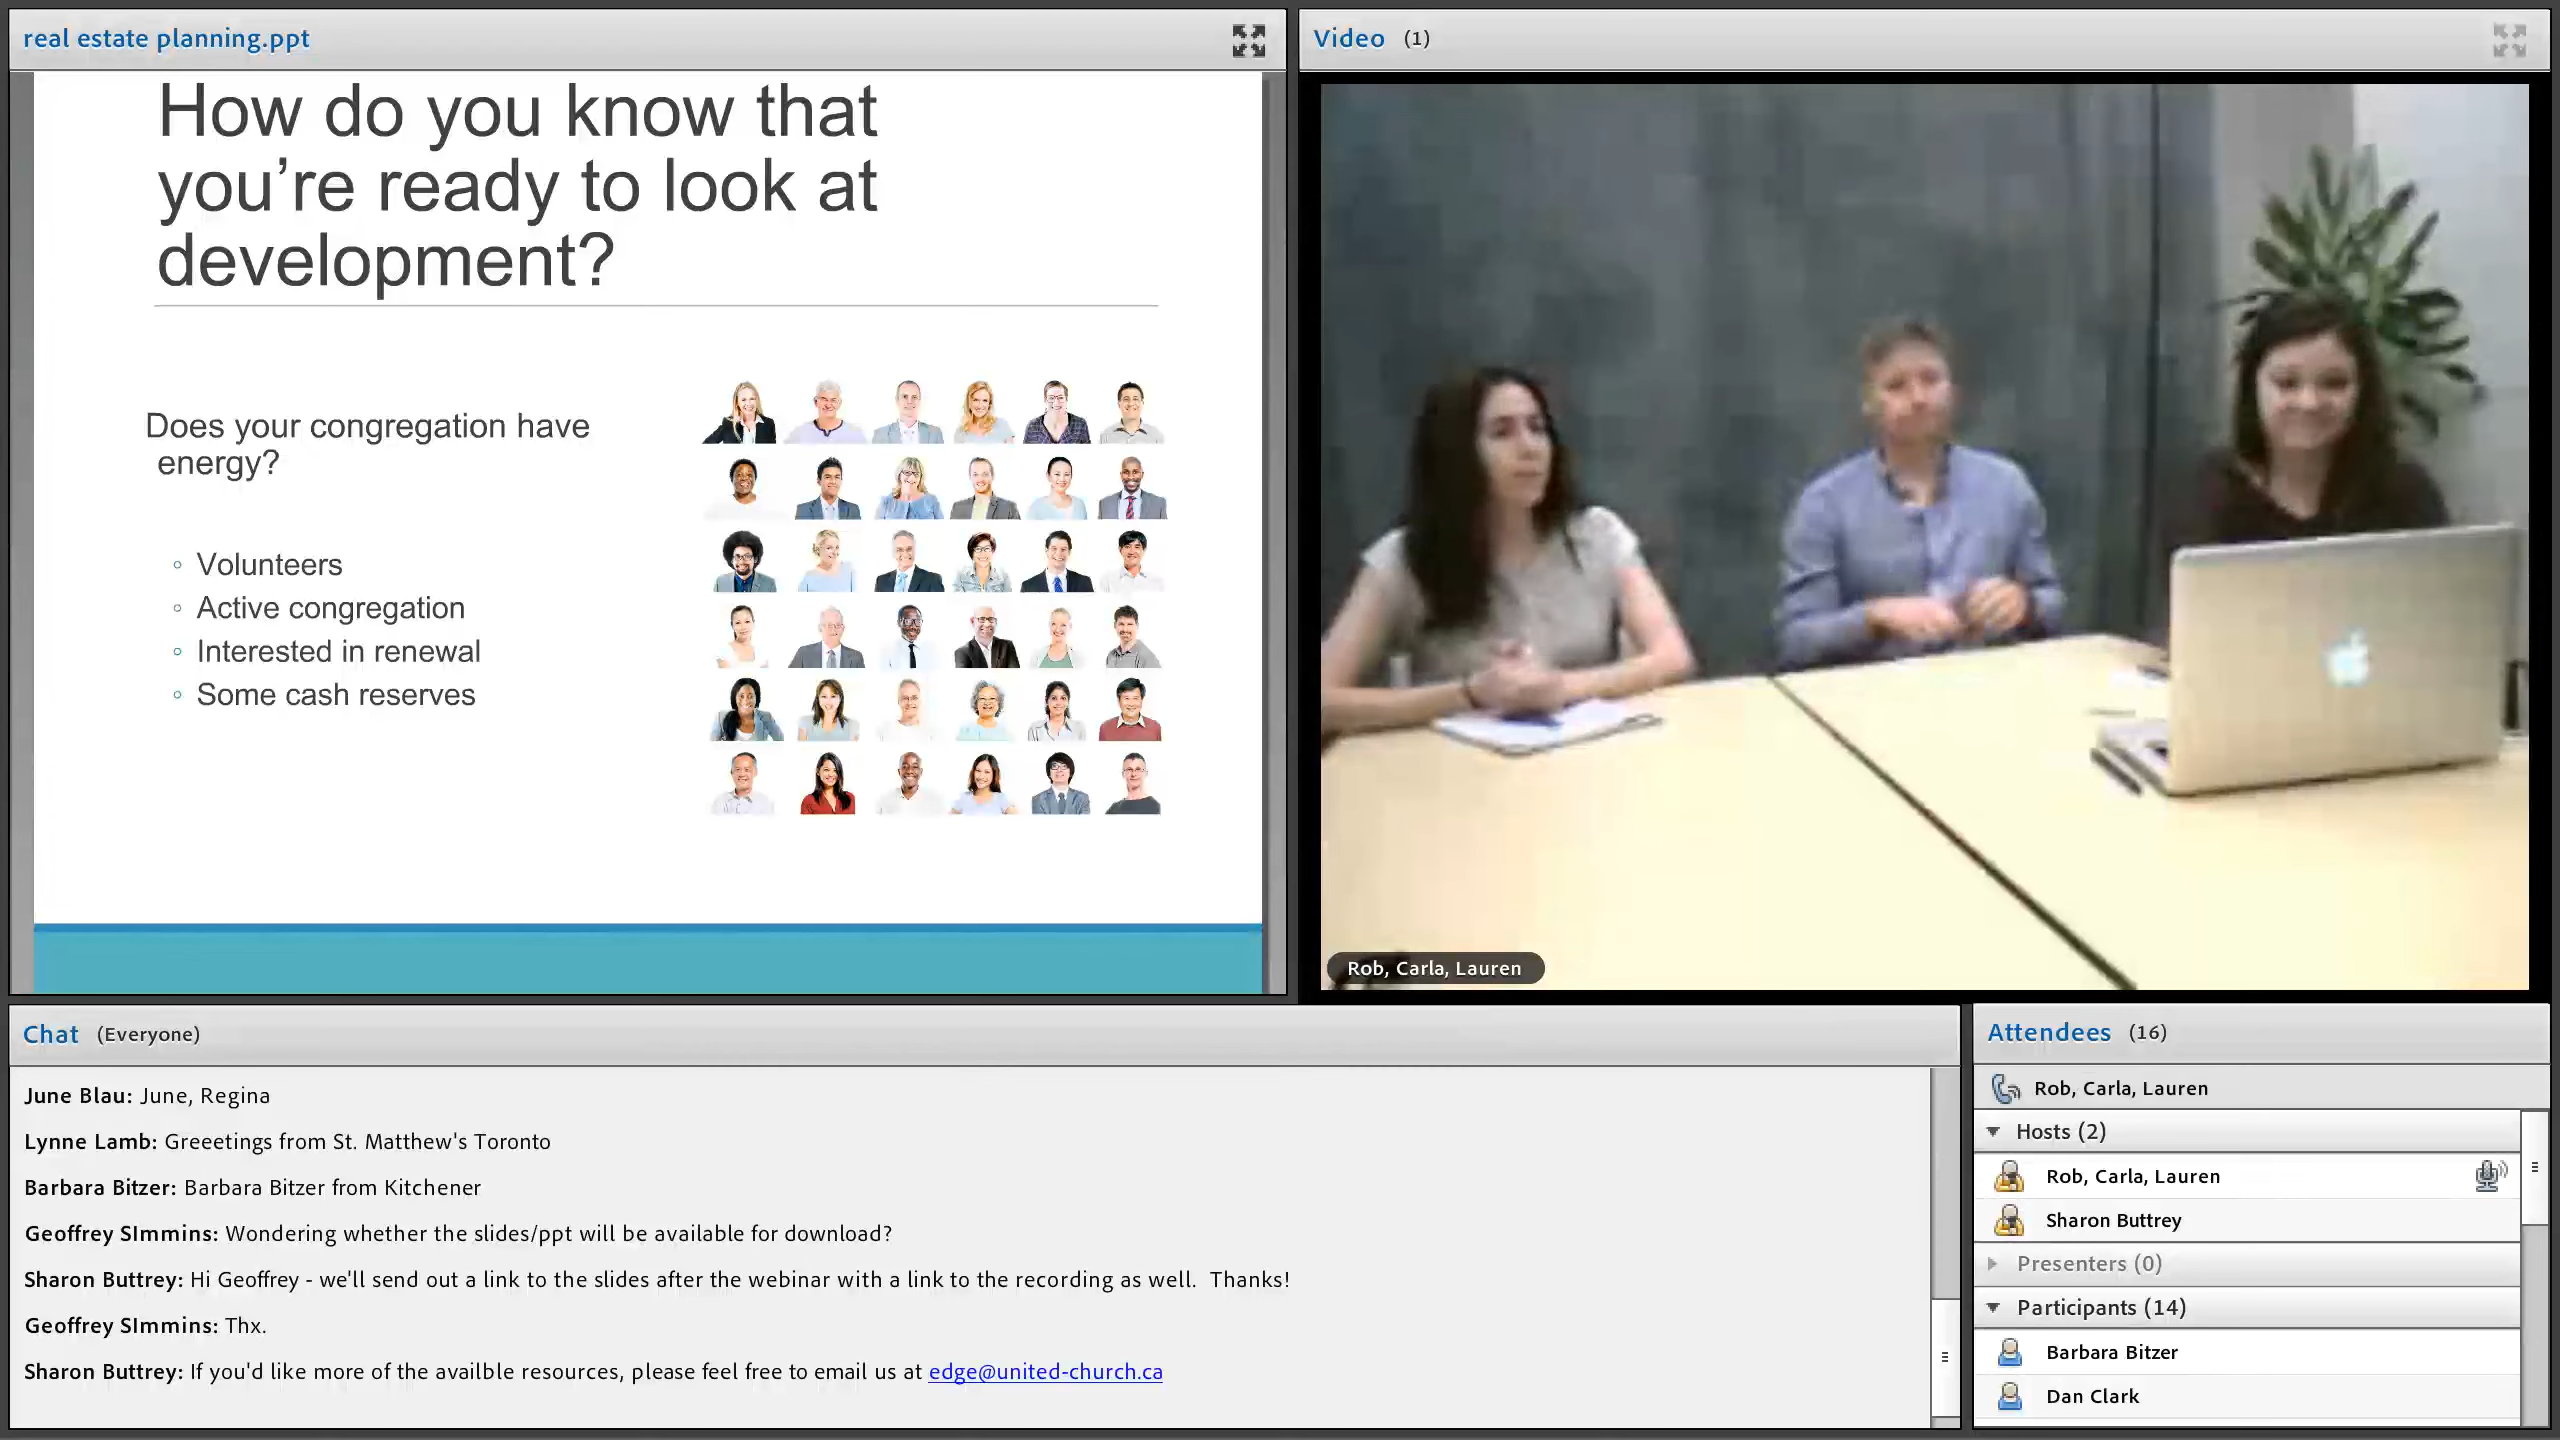 real estate planning.ppt
How do you know that
you’re ready to look at
development?
Does your congregation have
energy?
◦ Volunteers
◦ Active congregation
◦ Interested in renewal
◦ Some cash reserves
Video (1)
Rob, Carla, Lauren
Chat (Everyone)
June Blau: June, Regina
Lynne Lamb: Greeetings from St. Matthew's Toronto
Barbara Bitzer: Barbara Bitzer from Kitchener
Geoffrey SImmins: Wondering whether the slides/ppt will be available for download?
Sharon Buttrey: Hi Geoffrey - we'll send out a link to the slides after the webinar with a link to the recording as well.  Thanks!
Geoffrey SImmins: Thx.
Sharon Buttrey: If you'd like more of the availble resources, please feel free to email us at edge@united-church.ca
Attendees (16)
Rob, Carla, Lauren
Hosts (2)
Rob, Carla, Lauren
Sharon Buttrey
Presenters (0)
Participants (14)
Barbara Bitzer
Dan Clark